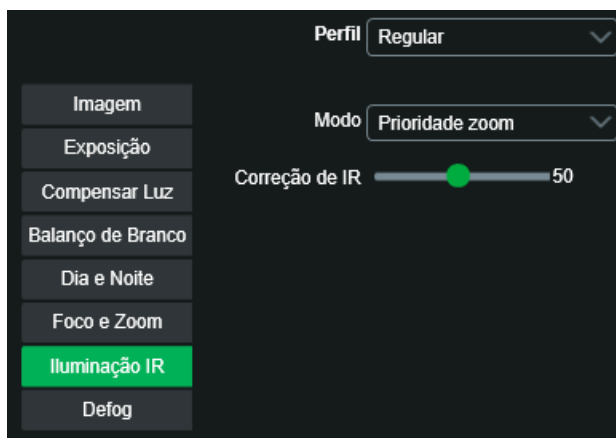 Perfil Regular
Imagem
Exposição
Compensar Luz
Balanço de Branco
Dia e Noite
Foco e Zoom
Iluminação IR
Defog
Modo Prioridade zoom
Correção de IR 50